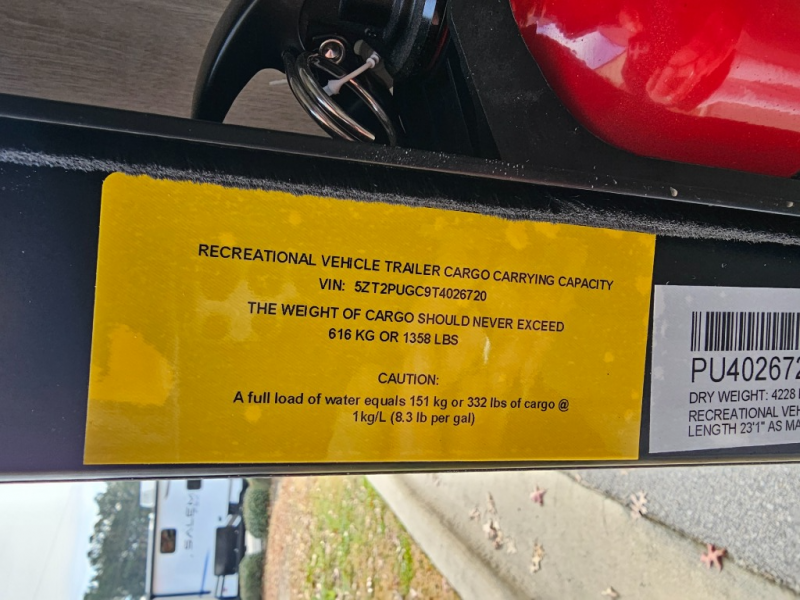 RECREATIONAL VEHICLE TRAILER CARGO CARRYING CAPACITY
VIN: 5ZT2PUGC9T4026720
THE WEIGHT OF CARGO SHOULD NEVER EXCEED
616 KG OR 1358 LBS
CAUTION:
A full load of water equals 151 kg or 332 lbs of cargo @
1kg/L (8.3 lb per gal)
PU402672
DRY WEIGHT: 4228
RECREATIONAL VEH
LENGTH 23'1" AS MA